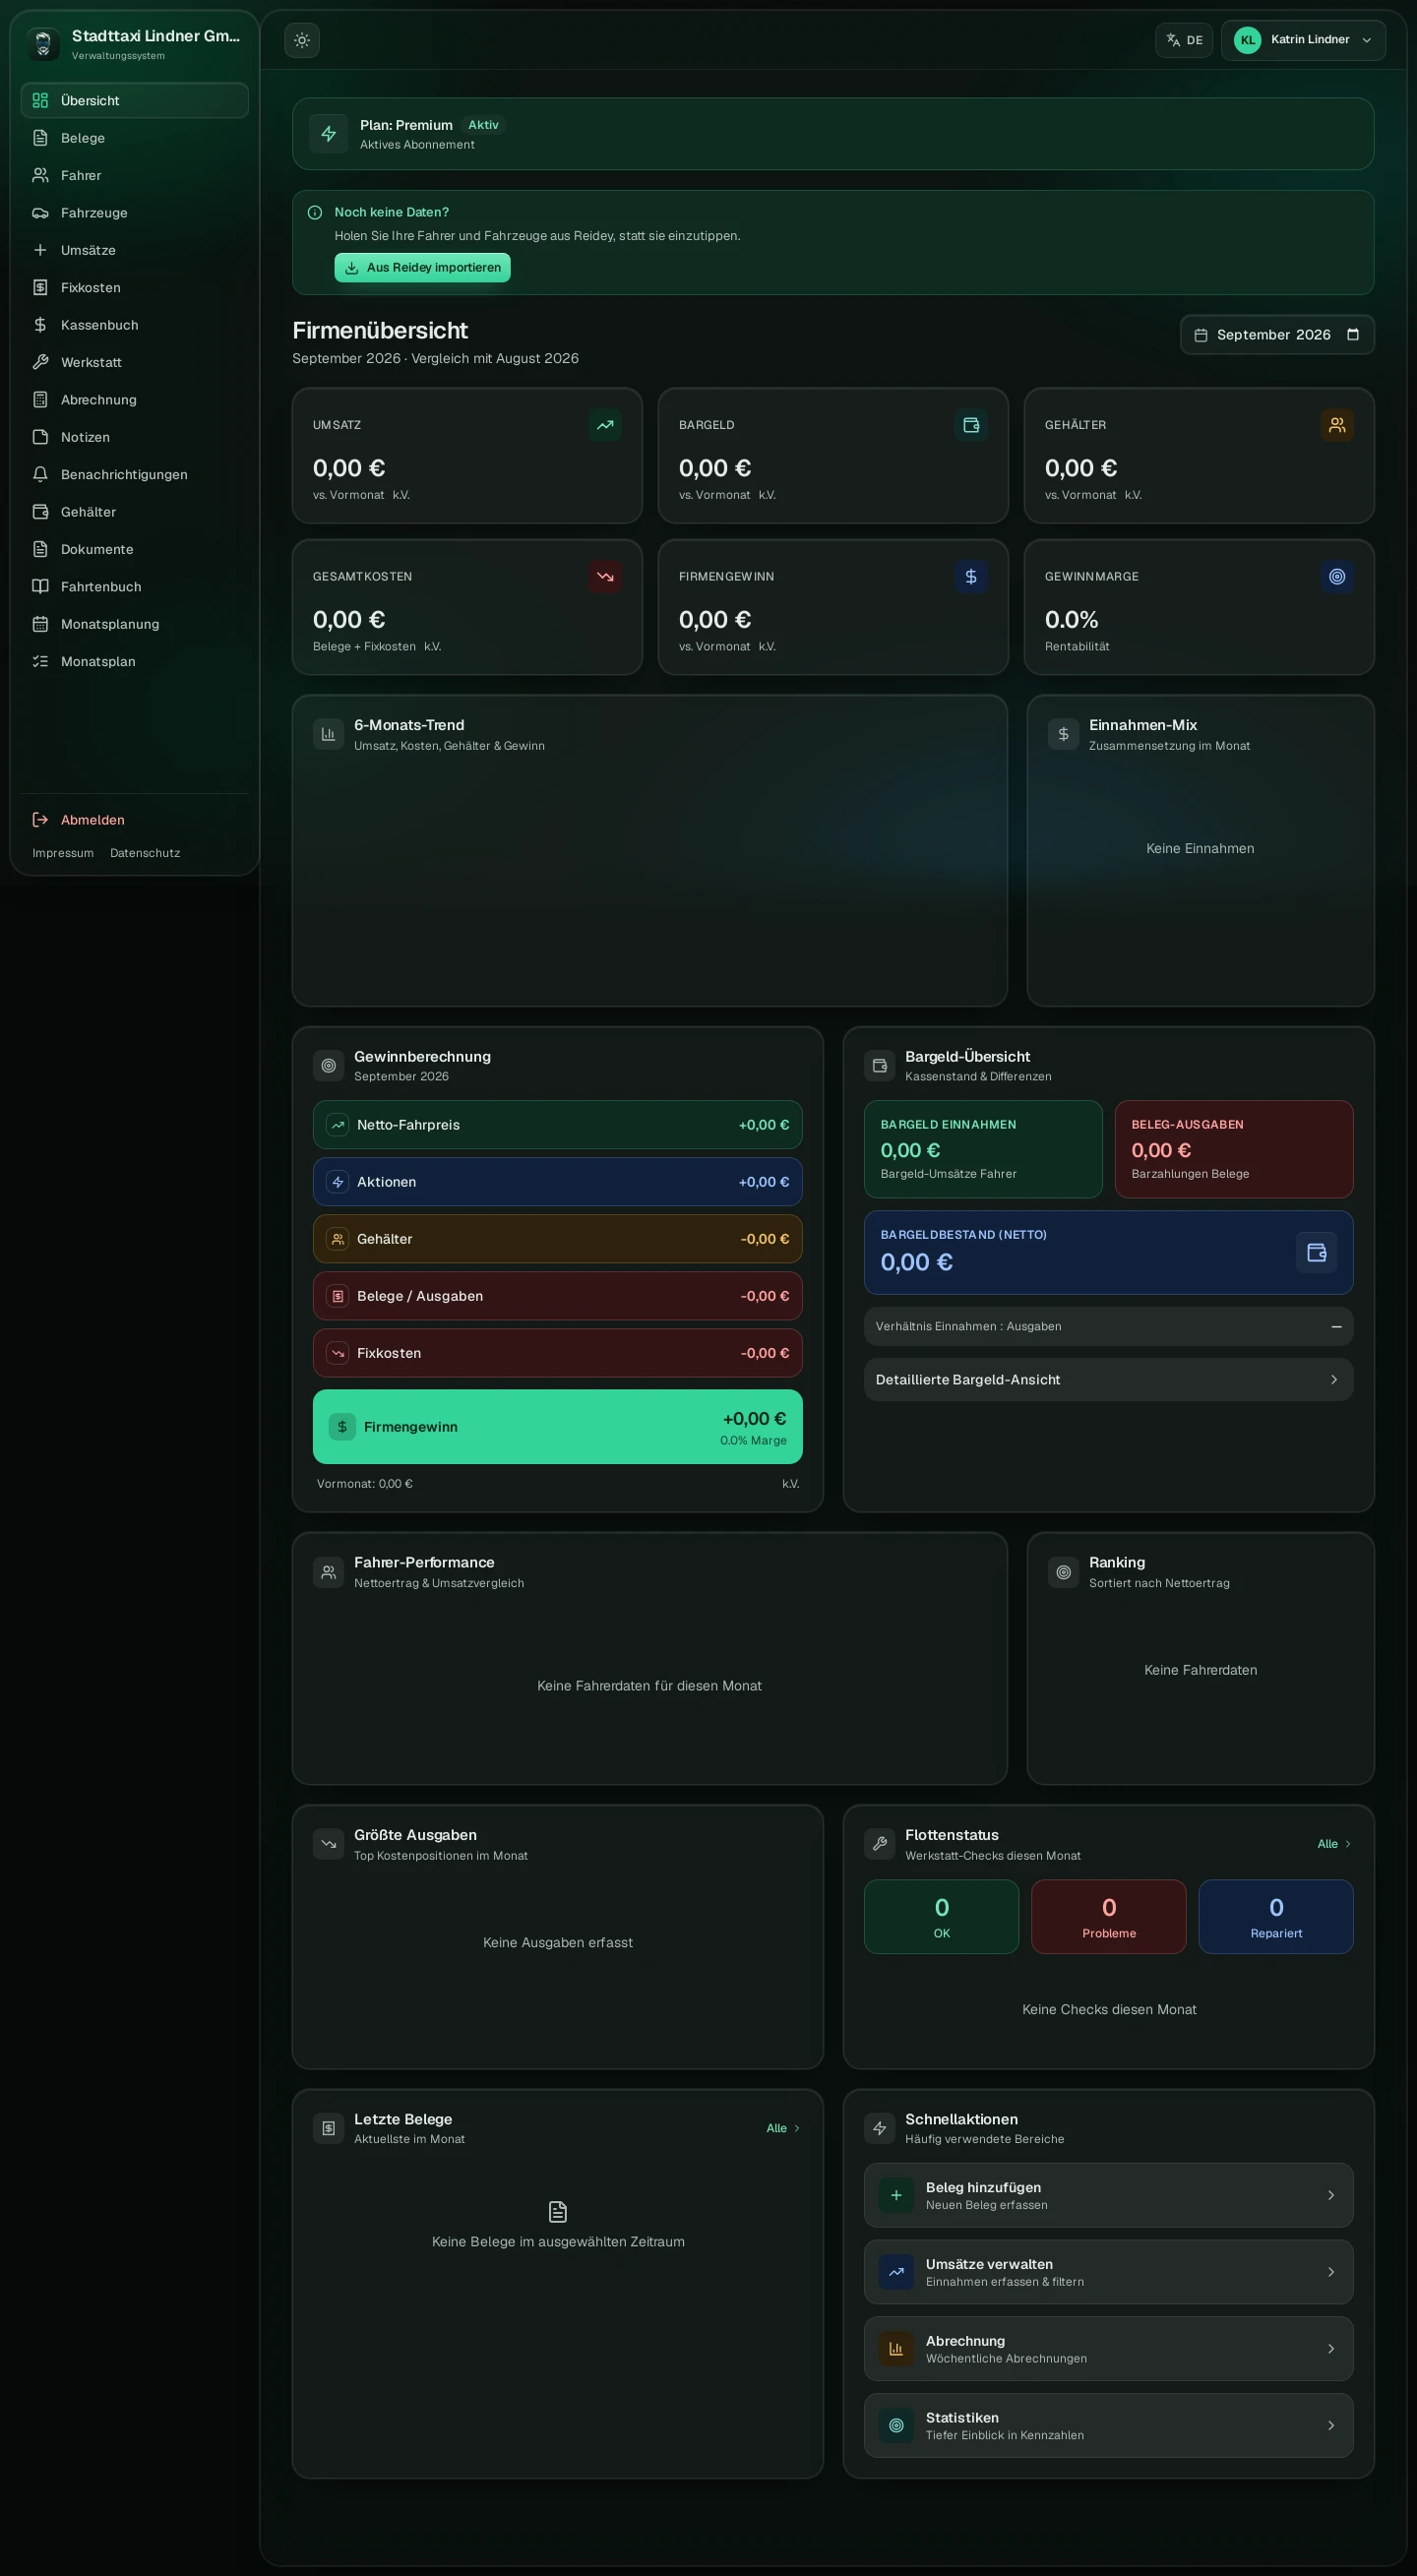 Stadttaxi Lindner Gm...
Verwaltungssystem
Übersicht
Belege
Fahrer
Fahrzeuge
Umsätze
Fixkosten
Kassenbuch
Werkstatt
Abrechnung
Notizen
Benachrichtigungen
Gehälter
Dokumente
Fahrtenbuch
Monatsplanung
Monatsplan
Abmelden
Impressum Datenschutz
DE
KL Katrin Lindner
Plan: Premium Aktiv
Aktives Abonnement
Noch keine Daten?
Holen Sie Ihre Fahrer und Fahrzeuge aus Reidey, statt sie einzutippen.
Aus Reidey importieren
Firmenübersicht
September 2026 · Vergleich mit August 2026
September 2026
UMSATZ
0,00 €
vs. Vormonat k.V.
BARGELD
0,00 €
vs. Vormonat k.V.
GEHÄLTER
0,00 €
vs. Vormonat k.V.
GESAMTKOSTEN
0,00 €
Belege + Fixkosten k.V.
FIRMENGEWINN
0,00 €
vs. Vormonat k.V.
GEWINNMARGE
0.0%
Rentabilität
6-Monats-Trend
Umsatz, Kosten, Gehälter & Gewinn
Einnahmen-Mix
Zusammensetzung im Monat
Keine Einnahmen
Gewinnberechnung
September 2026
Netto-Fahrpreis +0,00 €
Aktionen +0,00 €
Gehälter -0,00 €
Belege / Ausgaben -0,00 €
Fixkosten -0,00 €
Firmengewinn +0,00 €
0.0% Marge
Vormonat: 0,00 € k.V.
Bargeld-Übersicht
Kassenstand & Differenzen
BARGELD EINNAHMEN
0,00 €
Bargeld-Umsätze Fahrer
BELEG-AUSGABEN
0,00 €
Barzahlungen Belege
BARGELDBESTAND (NETTO)
0,00 €
Verhältnis Einnahmen : Ausgaben —
Detaillierte Bargeld-Ansicht
Fahrer-Performance
Nettoertrag & Umsatzvergleich
Keine Fahrerdaten für diesen Monat
Ranking
Sortiert nach Nettoertrag
Keine Fahrerdaten
Größte Ausgaben
Top Kostenpositionen im Monat
Keine Ausgaben erfasst
Flottenstatus
Werkstatt-Checks diesen Monat
Alle
0
OK
0
Probleme
0
Repariert
Keine Checks diesen Monat
Letzte Belege
Aktuellste im Monat
Alle
Keine Belege im ausgewählten Zeitraum
Schnellaktionen
Häufig verwendete Bereiche
Beleg hinzufügen
Neuen Beleg erfassen
Umsätze verwalten
Einnahmen erfassen & filtern
Abrechnung
Wöchentliche Abrechnungen
Statistiken
Tiefer Einblick in Kennzahlen